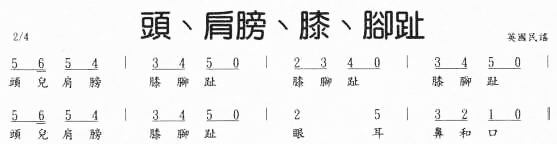 頭、肩膀、膝、腳趾
2/4 英國民謠
5 6 5 4 | 3 4 5 0 | 2 3 4 0 | 3 4 5 0 |
頭兒肩膀 膝腳趾 膝腳趾 膝腳趾
5 6 5 4 | 3 4 5 0 | 2 5 | 3 2 1 0 ||
頭兒肩膀 膝腳趾 眼 耳 鼻和口